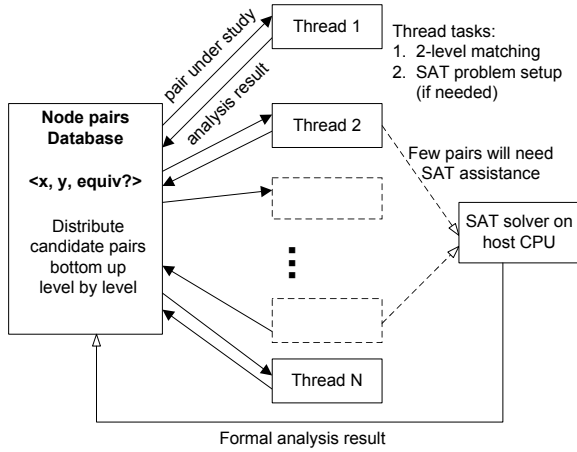 Node pairs
Database
<x, y, equiv?>
Distribute
candidate pairs
bottom up
level by level
pair under study
analysis result
Thread 1
Thread 2
Thread N
Thread tasks:
1. 2-level matching
2. SAT problem setup
(if needed)
Few pairs will need
SAT assistance
SAT solver on
host CPU
Formal analysis result